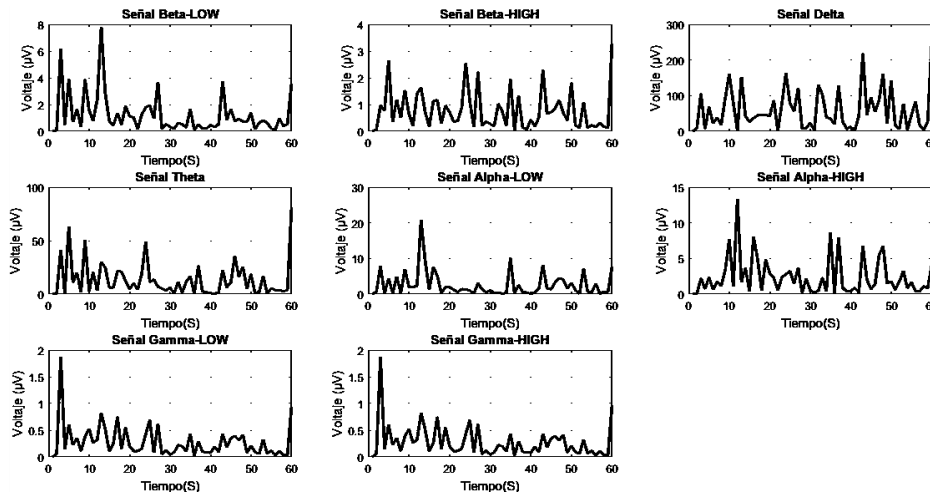 Señal Beta-LOW
Voltaje (µV)
8
6
4
2
0
0 10 20 30 40 50 60
Tiempo(S)
Señal Beta-HIGH
Voltaje (µV)
4
3
2
1
0
0 10 20 30 40 50 60
Tiempo(S)
Señal Delta
Voltaje (µV)
300
200
100
0
0 10 20 30 40 50 60
Tiempo(S)
Señal Theta
Voltaje (µV)
100
50
0
0 10 20 30 40 50 60
Tiempo(S)
Señal Alpha-LOW
Voltaje (µV)
30
20
10
0
0 10 20 30 40 50 60
Tiempo(S)
Señal Alpha-HIGH
Voltaje (µV)
15
10
5
0
0 10 20 30 40 50 60
Tiempo(S)
Señal Gamma-LOW
Voltaje (µV)
2
1.5
1
0.5
0
0 10 20 30 40 50 60
Tiempo(S)
Señal Gamma-HIGH
Voltaje (µV)
2
1.5
1
0.5
0
0 10 20 30 40 50 60
Tiempo(S)